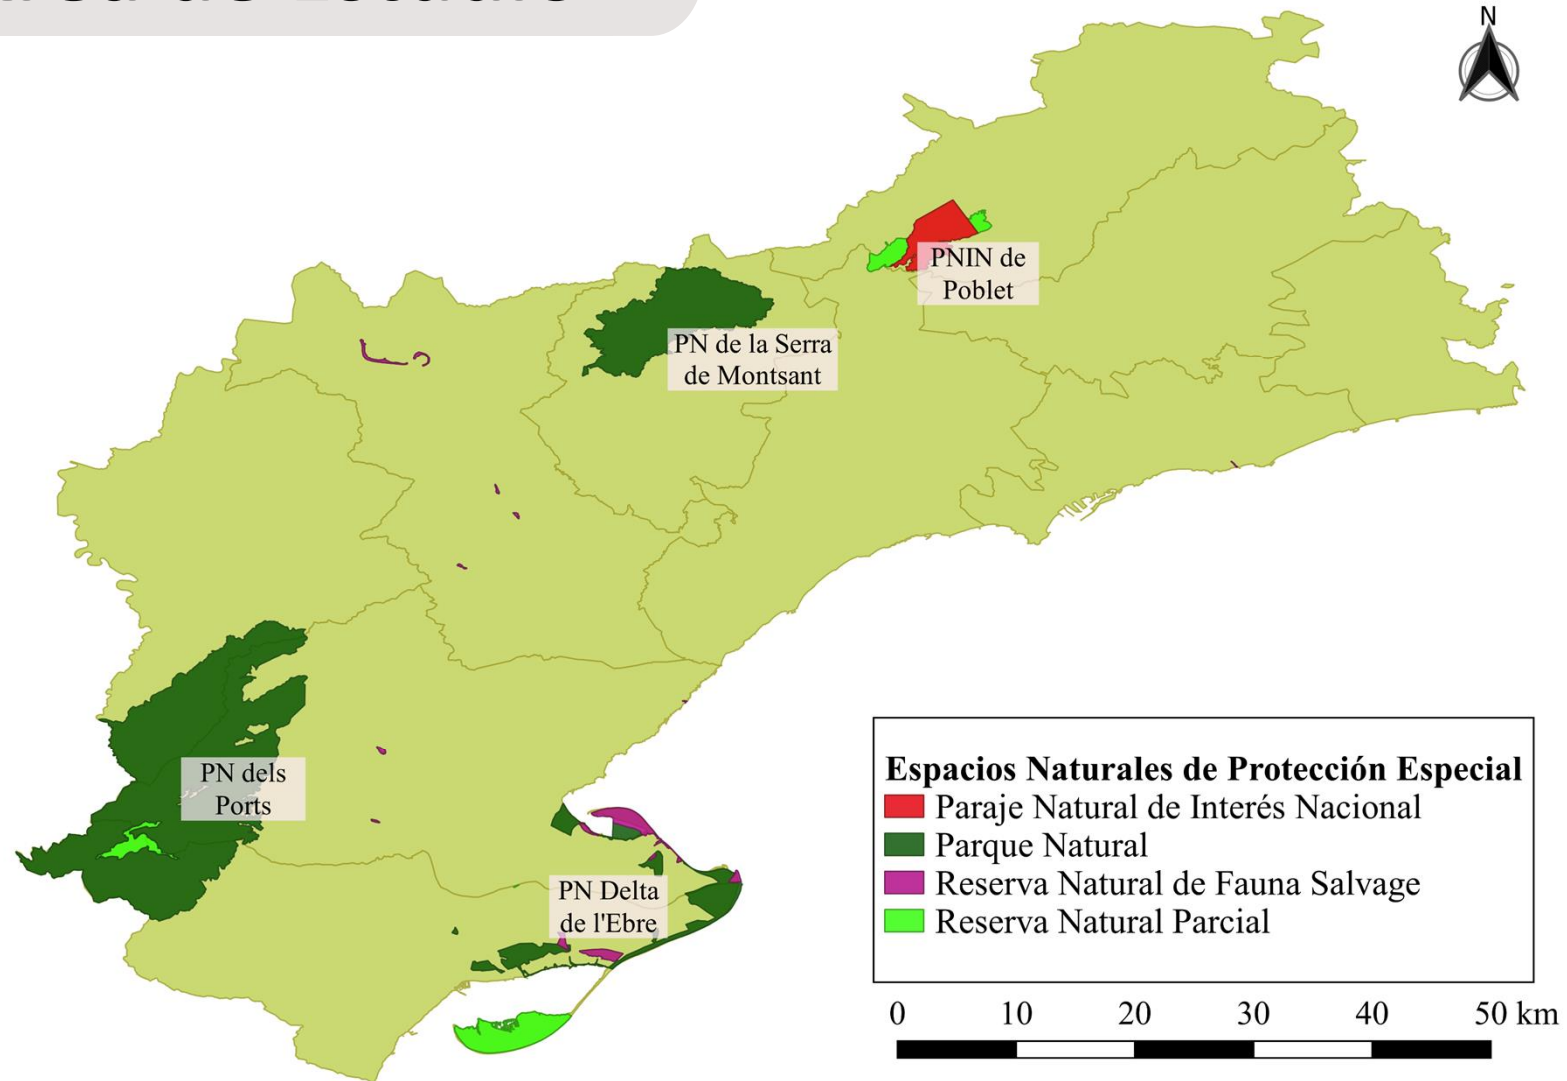 N
PNIN de
Poblet
PN de la Serra
de Montsant
PN dels
Ports
PN Delta
de l'Ebre
Espacios Naturales de Protección Especial
Paraje Natural de Interés Nacional
Parque Natural
Reserva Natural de Fauna Salvage
Reserva Natural Parcial
0 10 20 30 40 50 km